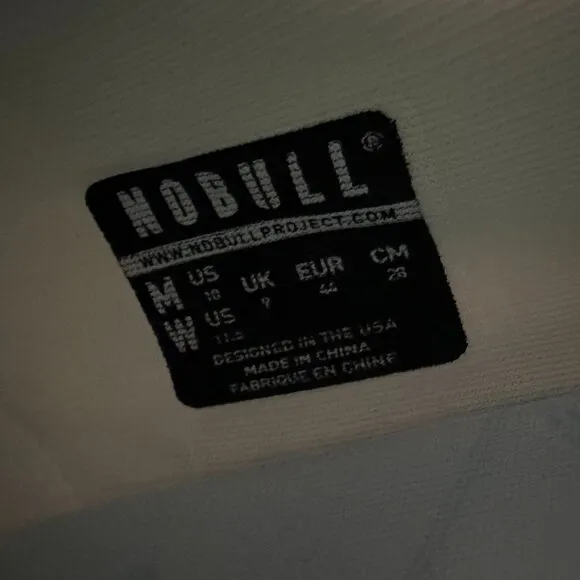 NOBULL®
WWW.NOBULLPROJECT.COM
M US UK EUR CM
10 9 44 28
W US
11.5
DESIGNED IN THE USA
MADE IN CHINA
FABRIQUE EN CHINE